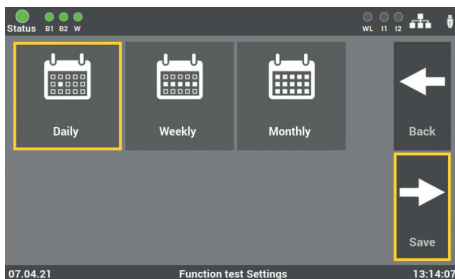 Status B1 B2 W WL I1 I2
Daily Weekly Monthly Back
Save
07.04.21 Function test Settings 13:14:07